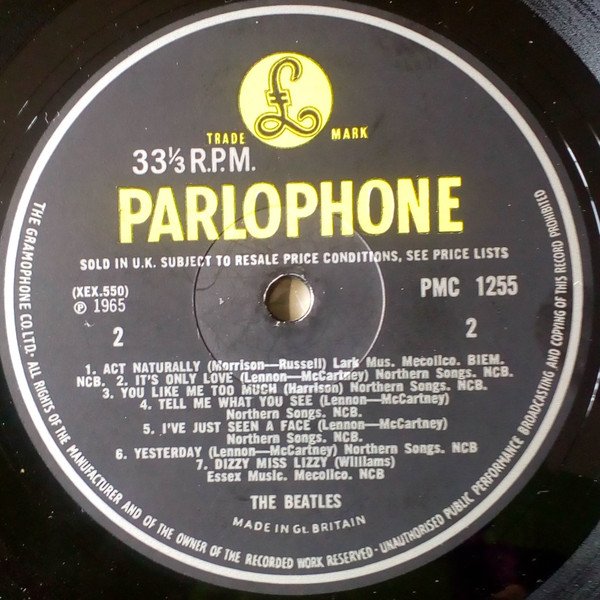 TRADE MARK
33⅓ R.P.M.
PARLOPHONE
SOLD IN U.K. SUBJECT TO RESALE PRICE CONDITIONS, SEE PRICE LISTS
(XEX.550) PMC 1255
℗ 1965
2 2
1. ACT NATURALLY (Morrison—Russell) Lark Mus. Mecolico. BIEM.
NCB. 2. IT'S ONLY LOVE (Lennon—McCartney) Northern Songs. NCB.
3. YOU LIKE ME TOO MUCH (Harrison) Northern Songs. NCB.
4. TELL ME WHAT YOU SEE (Lennon—McCartney)
Northern Songs. NCB.
5. I'VE JUST SEEN A FACE (Lennon—McCartney)
Northern Songs. NCB.
6. YESTERDAY (Lennon—McCartney) Northern Songs. NCB
7. DIZZY MISS LIZZY (Williams)
Essex Music. Mecolico. NCB
THE BEATLES
MADE IN GT. BRITAIN
THE GRAMOPHONE CO. LTD. ALL RIGHTS OF THE MANUFACTURER AND OF THE OWNER OF THE RECORDED WORK RESERVED · UNAUTHORISED PUBLIC PERFORMANCE BROADCASTING AND COPYING OF THIS RECORD PROHIBITED